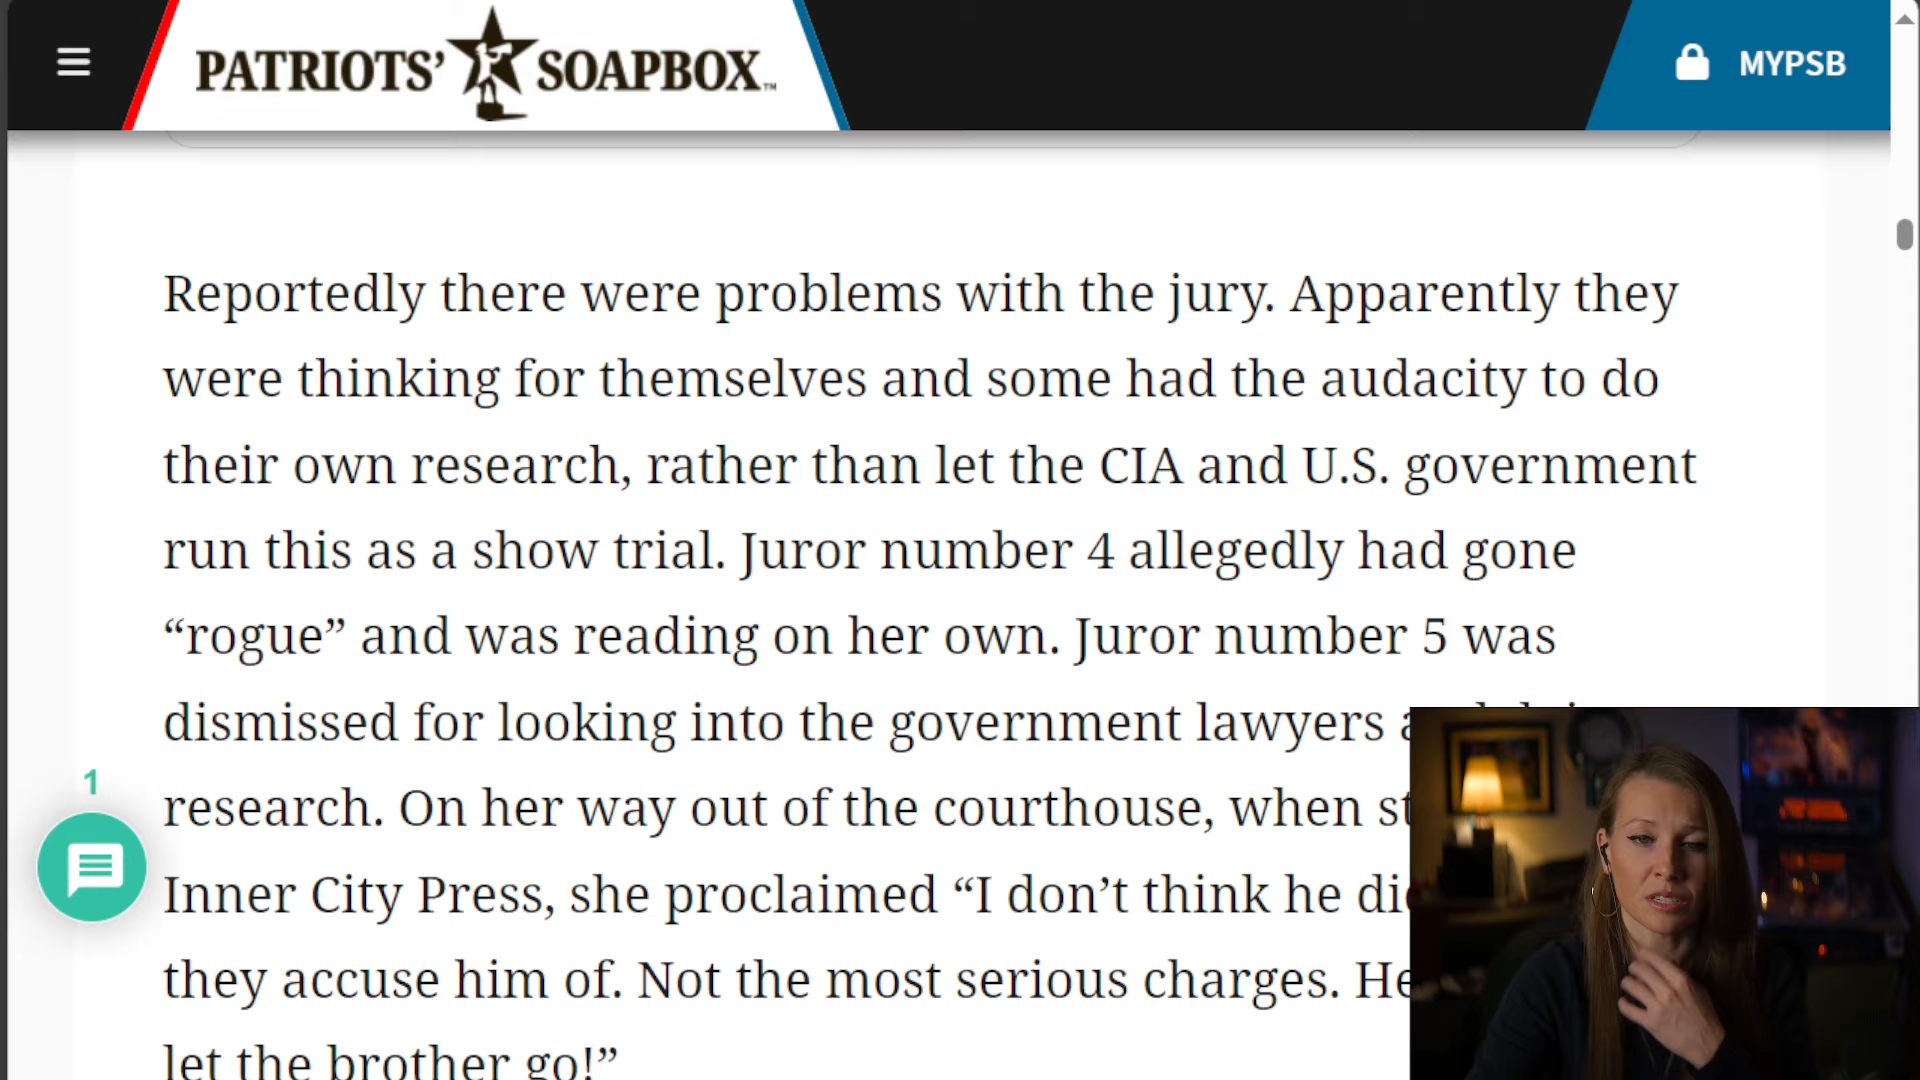 PATRIOTS' SOAPBOX™
MYPSB
Reportedly there were problems with the jury. Apparently they
were thinking for themselves and some had the audacity to do
their own research, rather than let the CIA and U.S. government
run this as a show trial. Juror number 4 allegedly had gone
“rogue” and was reading on her own. Juror number 5 was
dismissed for looking into the government lawyers
research. On her way out of the courthouse, when
Inner City Press, she proclaimed “I don’t think he
they accuse him of. Not the most serious charges. He
let the brother go!”
1